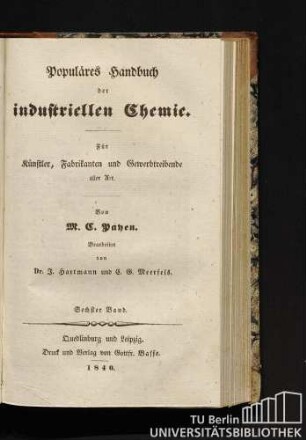 Populäres Handbuch
der
industriellen Chemie.
Für
Künstler, Fabrikanten und Gewerbtreibende
aller Art.
Von
M. C. Payen.
Bearbeitet
von
Dr. J. Hartmann und C. G. Meerfels.
Sechster Band.
Quedlinburg und Leipzig.
Druck und Verlag von Gottfr. Basse.
1840.
TU Berlin
UNIVERSITÄTSBIBLIOTHEK